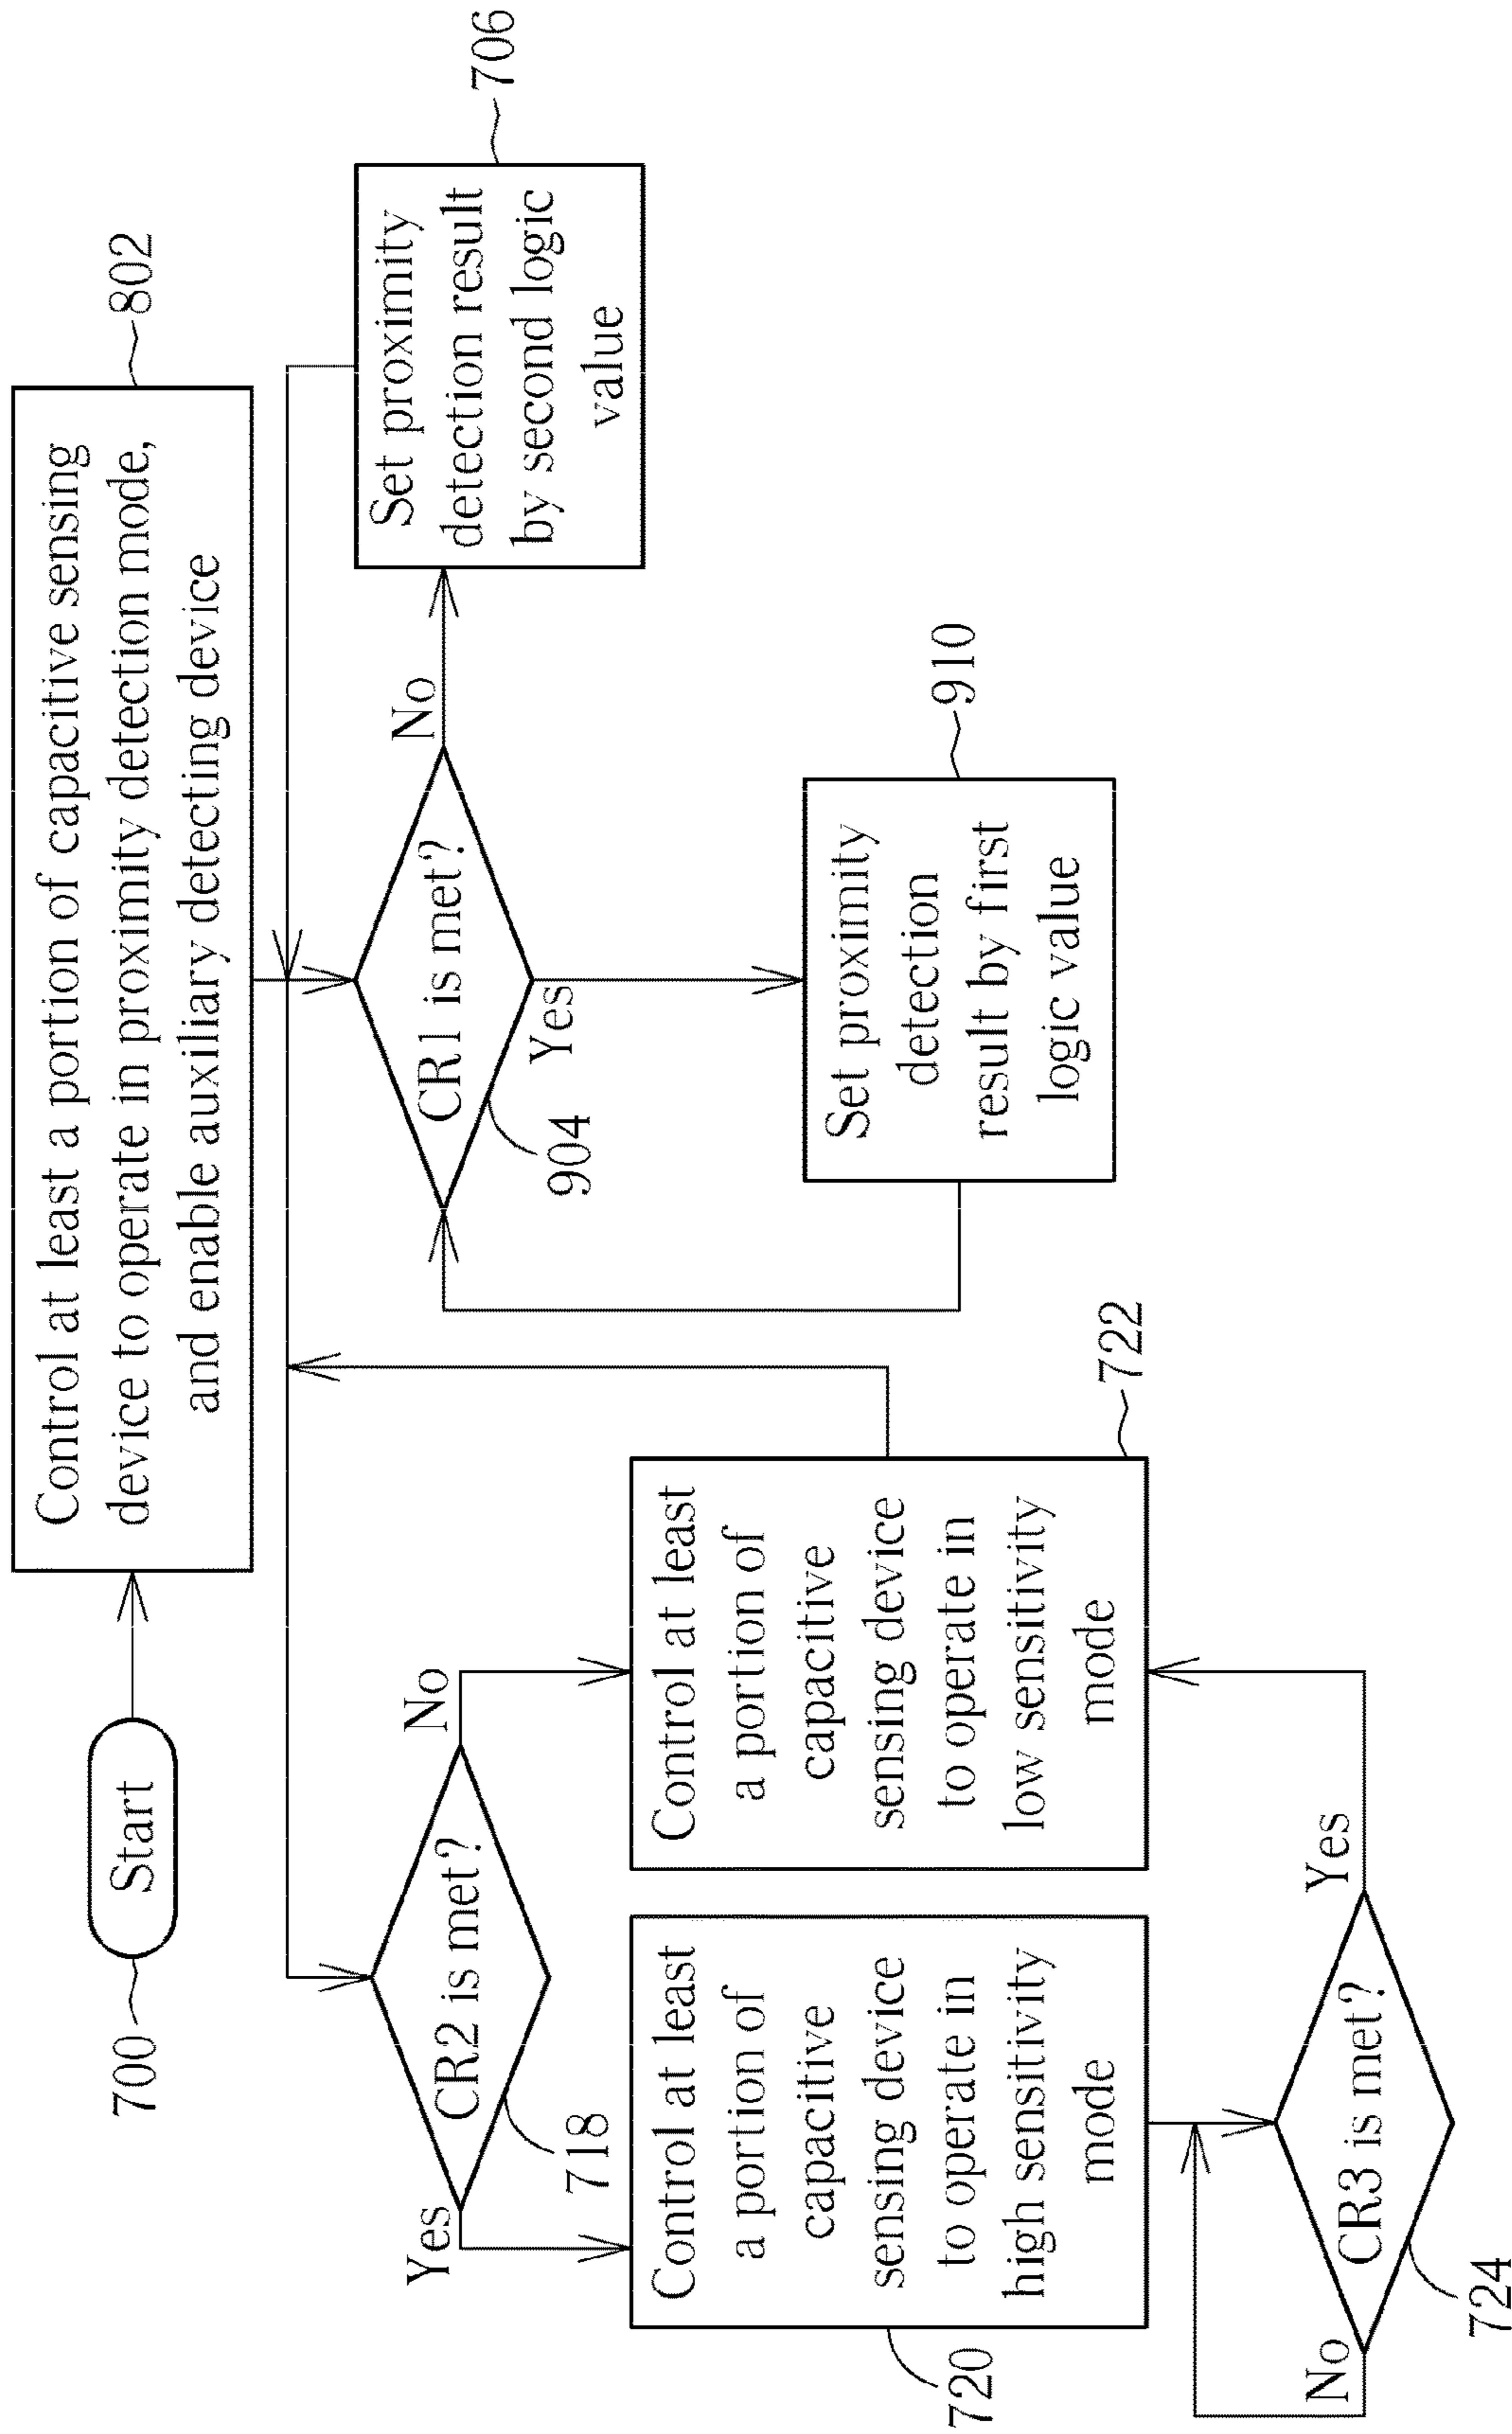 700
Start
Control at least a portion of capacitive sensing
device to operate in proximity detection mode,
and enable auxiliary detecting device
802
Yes
CR2 is met?
No
718
CR1 is met?
No
Yes
904
Set proximity
detection result
by second logic
value
706
Control at least
a portion of
capacitive
sensing device
to operate in
high sensitivity
mode
720
Control at least
a portion of
capacitive
sensing device
to operate in
low sensitivity
mode
722
Set proximity
detection
result by first
logic value
910
No
CR3 is met?
Yes
724